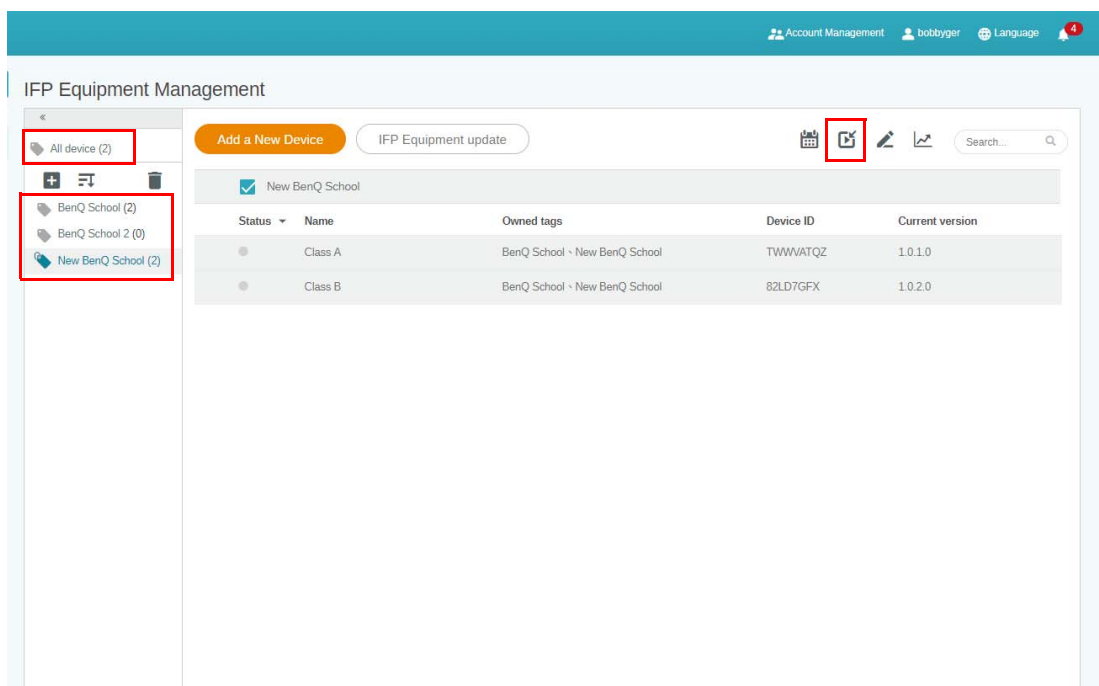 Account Management bobbyger Language 4
IFP Equipment Management
«
All device (2)
Add a New Device IFP Equipment update Search...
BenQ School (2)
BenQ School 2 (0)
New BenQ School (2)
New BenQ School
Status Name Owned tags Device ID Current version
Class A BenQ School、New BenQ School TWWVATQZ 1.0.1.0
Class B BenQ School、New BenQ School 82LD7GFX 1.0.2.0